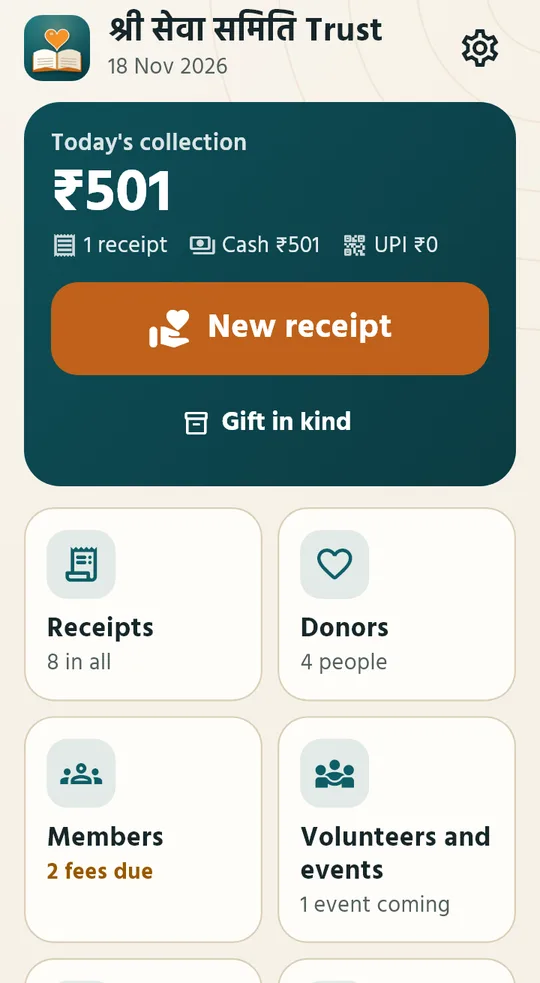 श्री सेवा समिति Trust
18 Nov 2026
Today's collection
₹501
1 receipt Cash ₹501 UPI ₹0
New receipt
Gift in kind
Receipts
8 in all
Donors
4 people
Members
2 fees due
Volunteers and
events
1 event coming